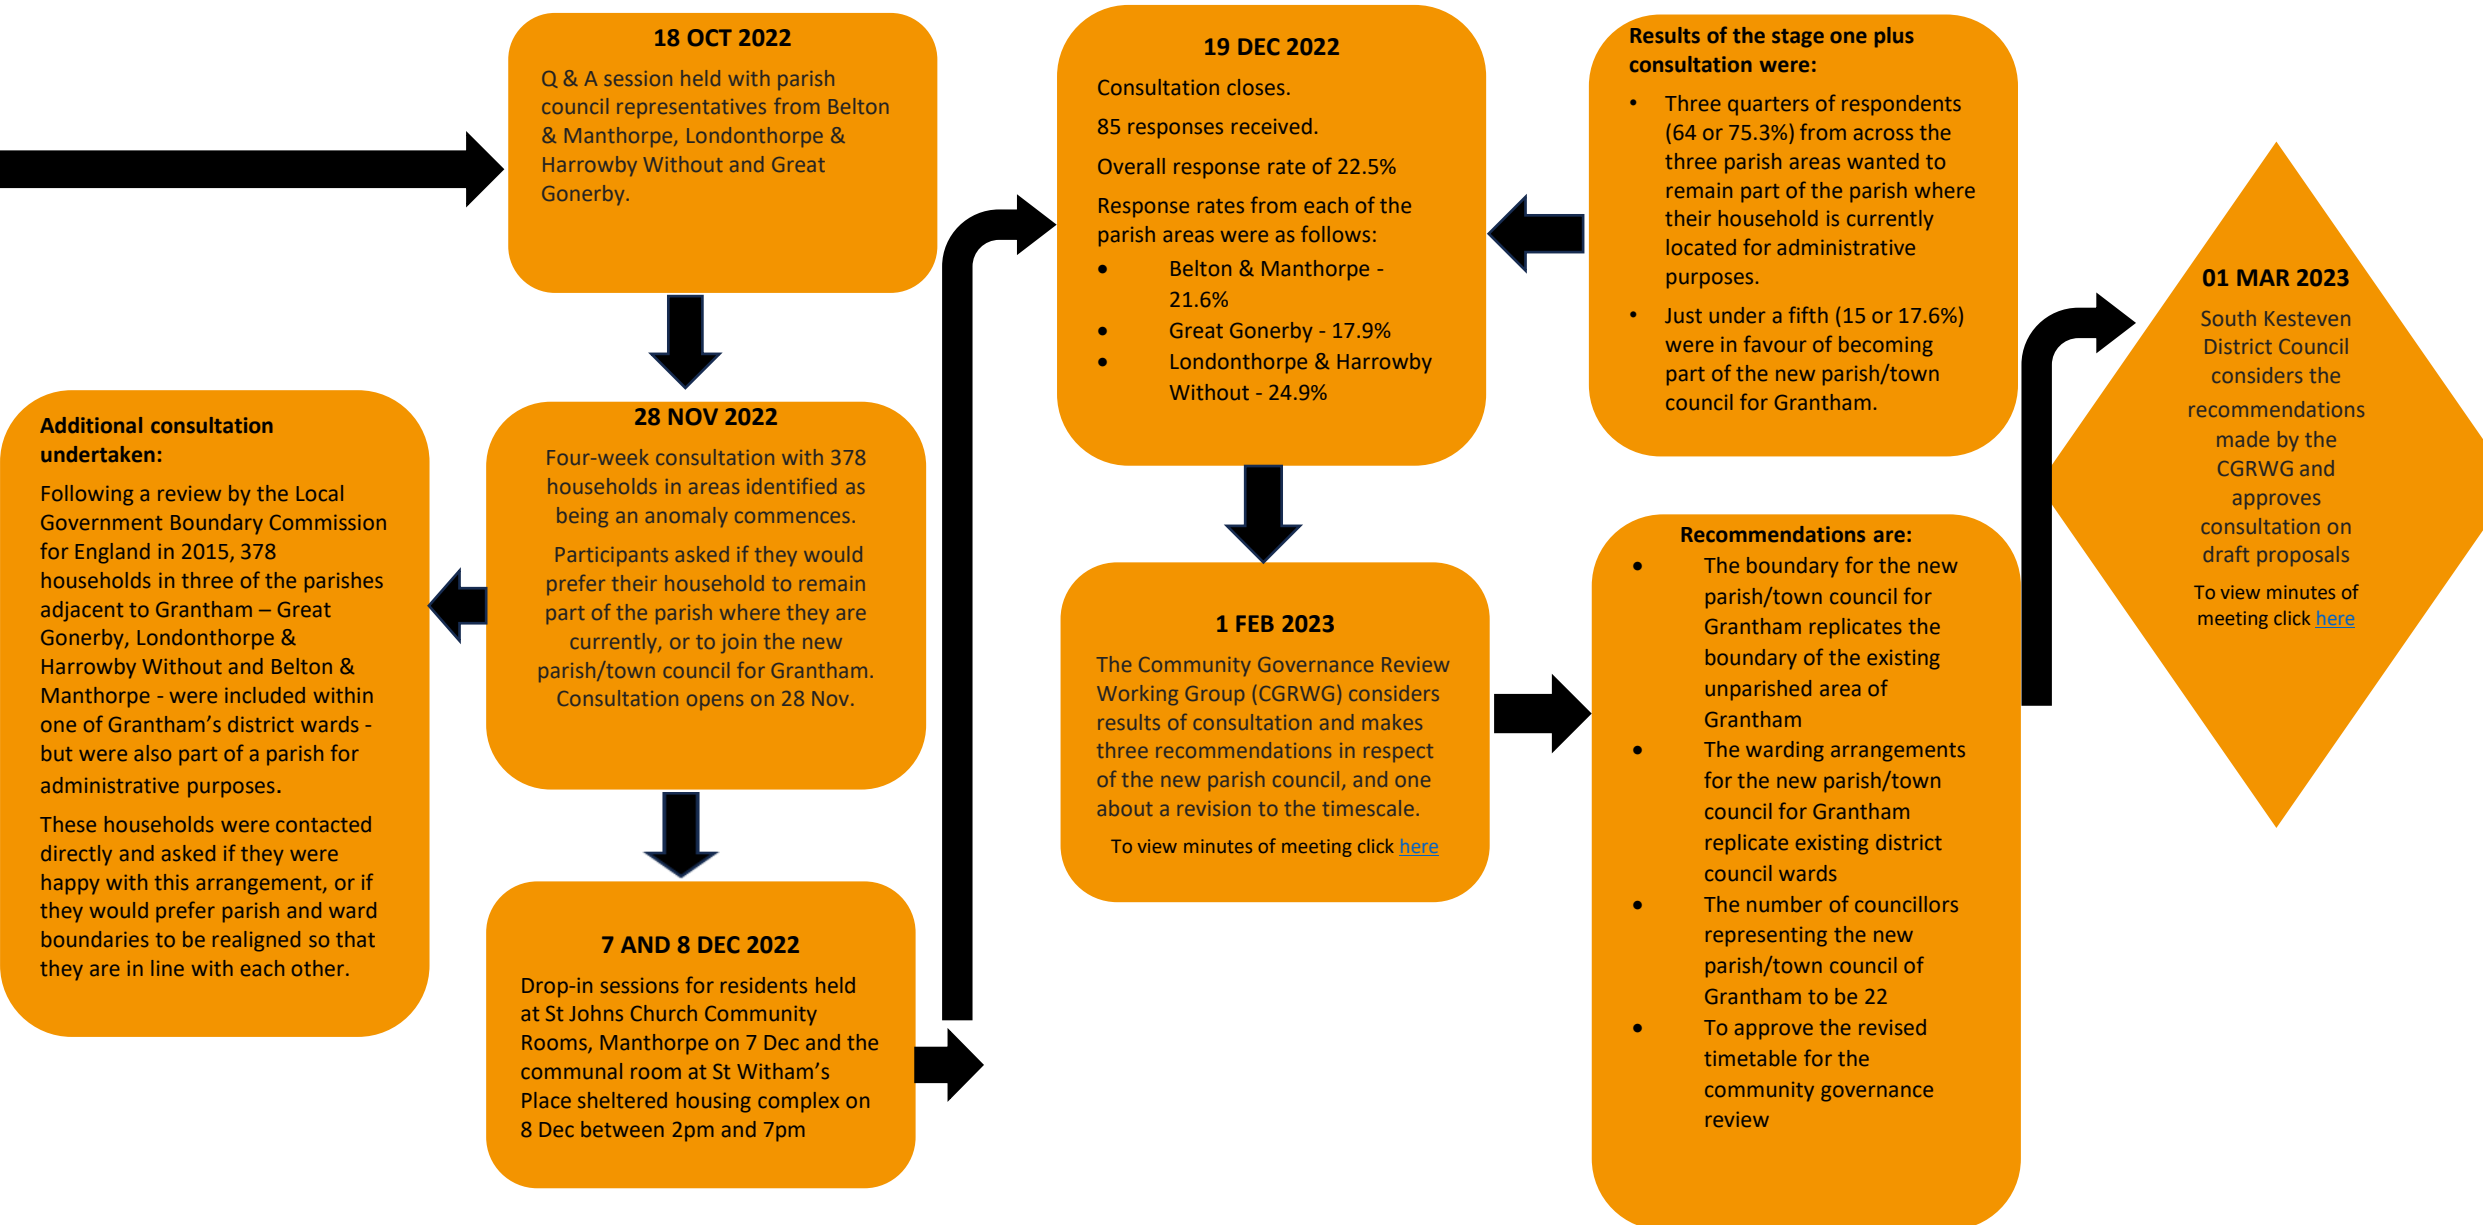 18 OCT 2022
Q & A session held with parish
council representatives from Belton
& Manthorpe, Londonthorpe &
Harrowby Without and Great
Gonerby.
28 NOV 2022
Four-week consultation with 378
households in areas identified as
being an anomaly commences.
Participants asked if they would
prefer their household to remain
part of the parish where they are
currently, or to join the new
parish/town council for Grantham.
Consultation opens on 28 Nov.
Additional consultation
undertaken:
Following a review by the Local
Government Boundary Commission
for England in 2015, 378
households in three of the parishes
adjacent to Grantham – Great
Gonerby, Londonthorpe &
Harrowby Without and Belton &
Manthorpe - were included within
one of Grantham’s district wards -
but were also part of a parish for
administrative purposes.
These households were contacted
directly and asked if they were
happy with this arrangement, or if
they would prefer parish and ward
boundaries to be realigned so that
they are in line with each other.
7 AND 8 DEC 2022
Drop-in sessions for residents held
at St Johns Church Community
Rooms, Manthorpe on 7 Dec and the
communal room at St Witham’s
Place sheltered housing complex on
8 Dec between 2pm and 7pm
19 DEC 2022
Consultation closes.
85 responses received.
Overall response rate of 22.5%
Response rates from each of the
parish areas were as follows:
• Belton & Manthorpe -
21.6%
• Great Gonerby - 17.9%
• Londonthorpe & Harrowby
Without - 24.9%
Results of the stage one plus
consultation were:
• Three quarters of respondents
(64 or 75.3%) from across the
three parish areas wanted to
remain part of the parish where
their household is currently
located for administrative
purposes.
• Just under a fifth (15 or 17.6%)
were in favour of becoming
part of the new parish/town
council for Grantham.
1 FEB 2023
The Community Governance Review
Working Group (CGRWG) considers
results of consultation and makes
three recommendations in respect
of the new parish council, and one
about a revision to the timescale.
To view minutes of meeting click here
Recommendations are:
• The boundary for the new
parish/town council for
Grantham replicates the
boundary of the existing
unparished area of
Grantham
• The warding arrangements
for the new parish/town
council for Grantham
replicate existing district
council wards
• The number of councillors
representing the new
parish/town council of
Grantham to be 22
• To approve the revised
timetable for the
community governance
review
01 MAR 2023
South Kesteven
District Council
considers the
recommendations
made by the
CGRWG and
approves
consultation on
draft proposals
To view minutes of
meeting click here